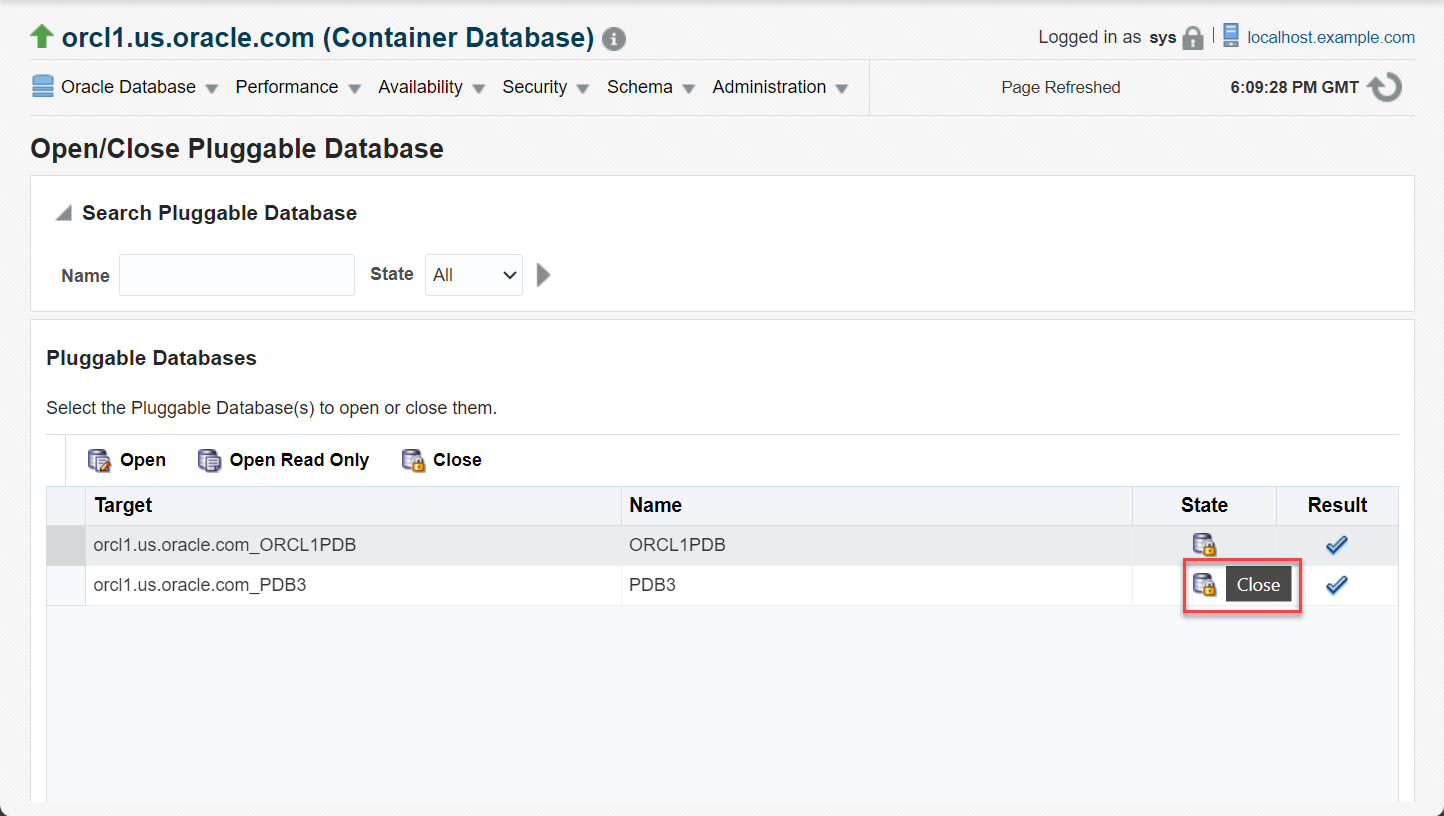 orcl1.us.oracle.com (Container Database) i
Logged in as sys localhost.example.com
Oracle Database Performance Availability Security Schema Administration Page Refreshed 6:09:28 PM GMT
Open/Close Pluggable Database
Search Pluggable Database
Name State All
Pluggable Databases
Select the Pluggable Database(s) to open or close them.
Open Open Read Only Close
Target Name State Result
orcl1.us.oracle.com_ORCL1PDB ORCL1PDB
orcl1.us.oracle.com_PDB3 PDB3 Close